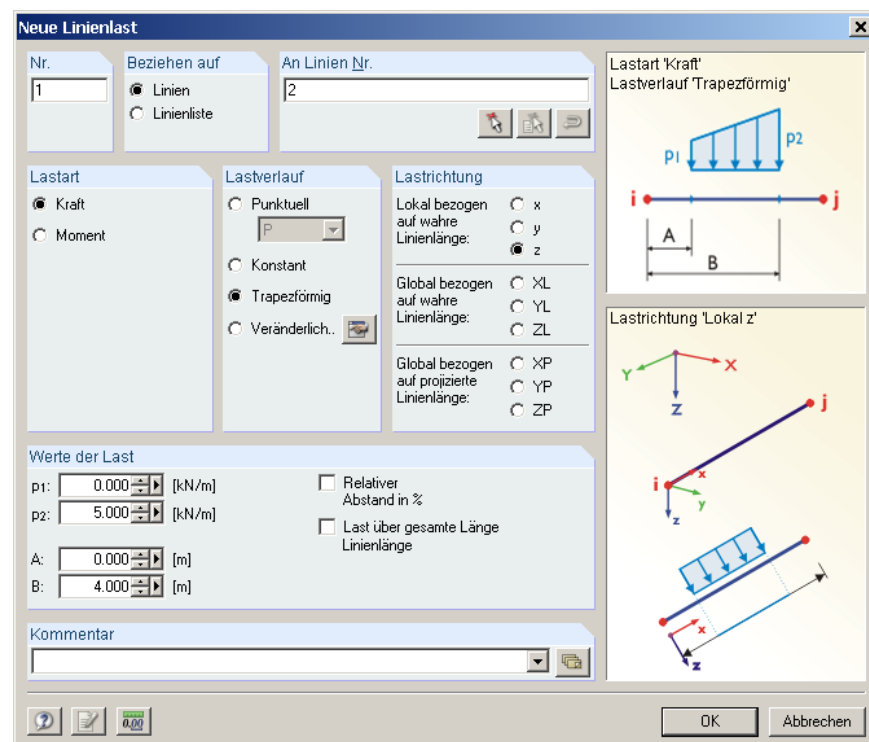 Neue Linienlast
Nr.
1
Beziehen auf
Linien
Linienliste
An Linien Nr.
2
Lastart
Kraft
Moment
Lastverlauf
Punktuell
P
Konstant
Trapezförmig
Veränderlich..
Lastrichtung
Lokal bezogen
auf wahre
Linienlänge:
x
y
z
Global bezogen
auf wahre
Linienlänge:
XL
YL
ZL
Global bezogen
auf projizierte
Linienlänge:
XP
YP
ZP
Werte der Last
p1: 0.000 [kN/m]
p2: 5.000 [kN/m]
A: 0.000 [m]
B: 4.000 [m]
Relativer
Abstand in %
Last über gesamte Länge
Linienlänge
Kommentar
0.00
OK
Abbrechen
Lastart 'Kraft'
Lastverlauf 'Trapezförmig'
p1
p2
i
j
A
B
Lastrichtung 'Lokal z'
Y
X
Z
j
i
x
y
z
x
z